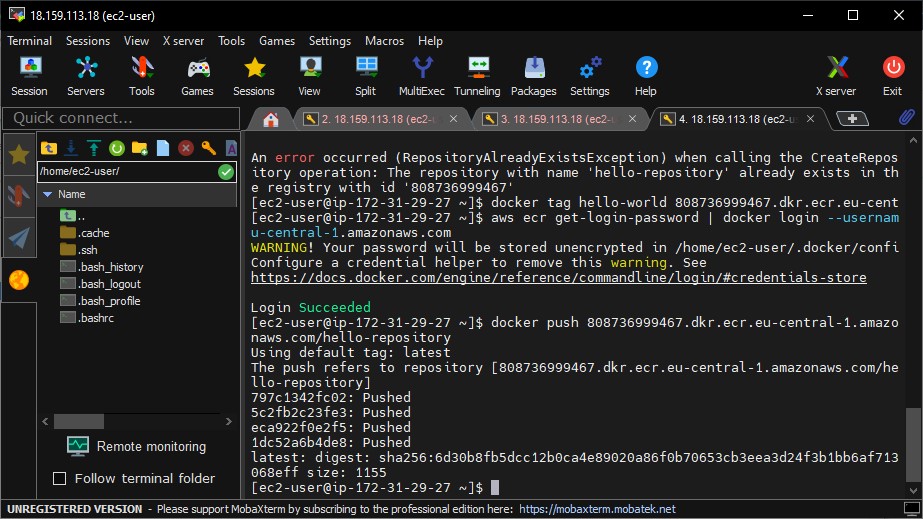 18.159.113.18 (ec2-user)
Terminal Sessions View X server Tools Games Settings Macros Help
Session Servers Tools Games Sessions View Split MultiExec Tunneling Packages Settings Help X server Exit
Quick connect...
2. 18.159.113.18 (ec2-u
3. 18.159.113.18 (ec2-u
4. 18.159.113.18 (ec2-us
/home/ec2-user/
Name
..
.cache
.ssh
.bash_history
.bash_logout
.bash_profile
.bashrc
Remote monitoring
Follow terminal folder
An error occurred (RepositoryAlreadyExistsException) when calling the CreateRepos
itory operation: The repository with name 'hello-repository' already exists in th
e registry with id '808736999467'
[ec2-user@ip-172-31-29-27 ~]$ docker tag hello-world 808736999467.dkr.ecr.eu-cent
[ec2-user@ip-172-31-29-27 ~]$ aws ecr get-login-password | docker login --usernam
u-central-1.amazonaws.com
WARNING! Your password will be stored unencrypted in /home/ec2-user/.docker/confi
Configure a credential helper to remove this warning. See
https://docs.docker.com/engine/reference/commandline/login/#credentials-store
Login Succeeded
[ec2-user@ip-172-31-29-27 ~]$ docker push 808736999467.dkr.ecr.eu-central-1.amazo
naws.com/hello-repository
Using default tag: latest
The push refers to repository [808736999467.dkr.ecr.eu-central-1.amazonaws.com/he
llo-repository]
797c1342fc02: Pushed
5c2fb2c23fe3: Pushed
eca922f0e2f5: Pushed
1dc52a6b4de8: Pushed
latest: digest: sha256:6d30b8fb5dcc12b0ca4e89020a86f0b70653cb3eea3d24f3b1bb6af713
068eff size: 1155
[ec2-user@ip-172-31-29-27 ~]$
UNREGISTERED VERSION - Please support MobaXterm by subscribing to the professional edition here: https://mobaxterm.mobatek.net